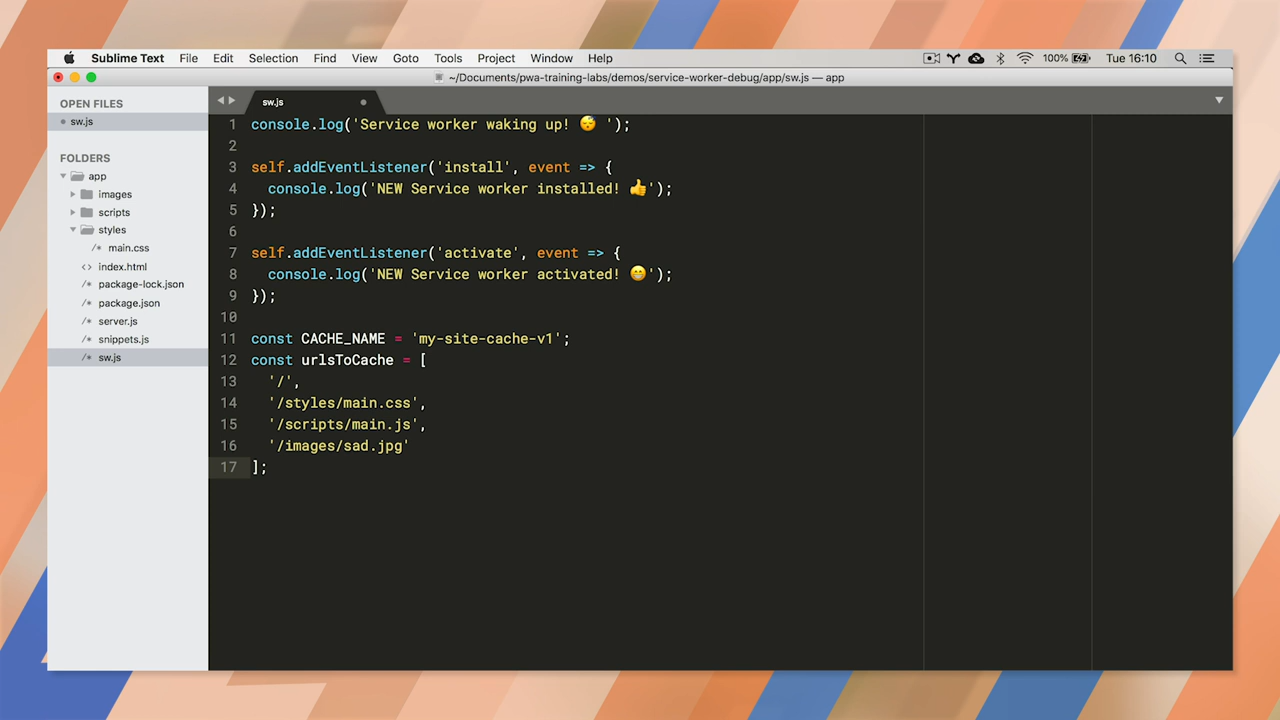 Sublime Text File Edit Selection Find View Goto Tools Project Window Help 100% Tue 16:10
~/Documents/pwa-training-labs/demos/service-worker-debug/app/sw.js — app
OPEN FILES
sw.js
FOLDERS
app
images
scripts
styles
/* main.css
<> index.html
/* package-lock.json
/* package.json
/* server.js
/* snippets.js
/* sw.js
sw.js
1 console.log('Service worker waking up! 😴 ');
2
3 self.addEventListener('install', event => {
4   console.log('NEW Service worker installed! 👍');
5 });
6
7 self.addEventListener('activate', event => {
8   console.log('NEW Service worker activated! 😁');
9 });
10
11 const CACHE_NAME = 'my-site-cache-v1';
12 const urlsToCache = [
13   '/',
14   '/styles/main.css',
15   '/scripts/main.js',
16   '/images/sad.jpg'
17 ];